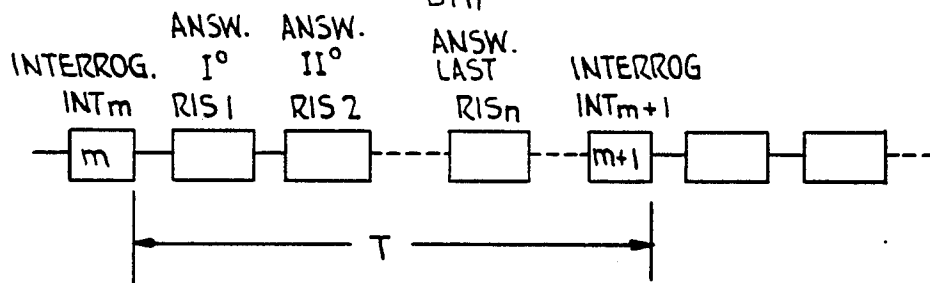 ANSW. ANSW. ANSW.
INTERROG. I° II° LAST INTERROG
INTm RIS1 RIS2 RISn INTm+1
m m+1
T